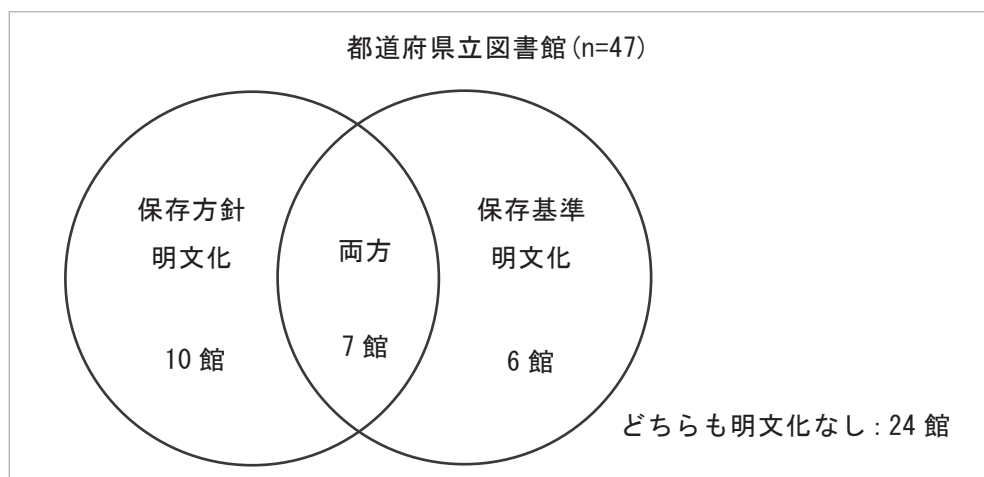 都道府県立図書館(n=47)
保存方針
明文化
10 館
両方
7 館
保存基準
明文化
6 館
どちらも明文化なし : 24 館